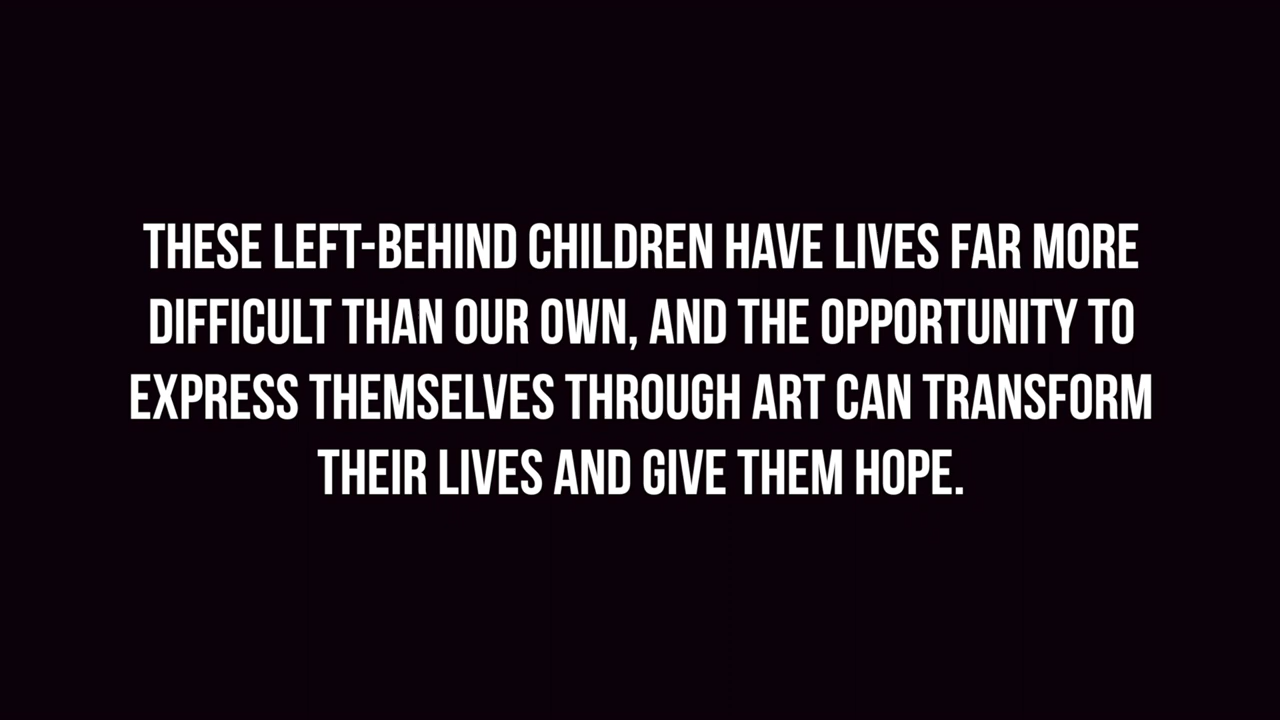 THESE LEFT-BEHIND CHILDREN HAVE LIVES FAR MORE
DIFFICULT THAN OUR OWN, AND THE OPPORTUNITY TO
EXPRESS THEMSELVES THROUGH ART CAN TRANSFORM
THEIR LIVES AND GIVE THEM HOPE.